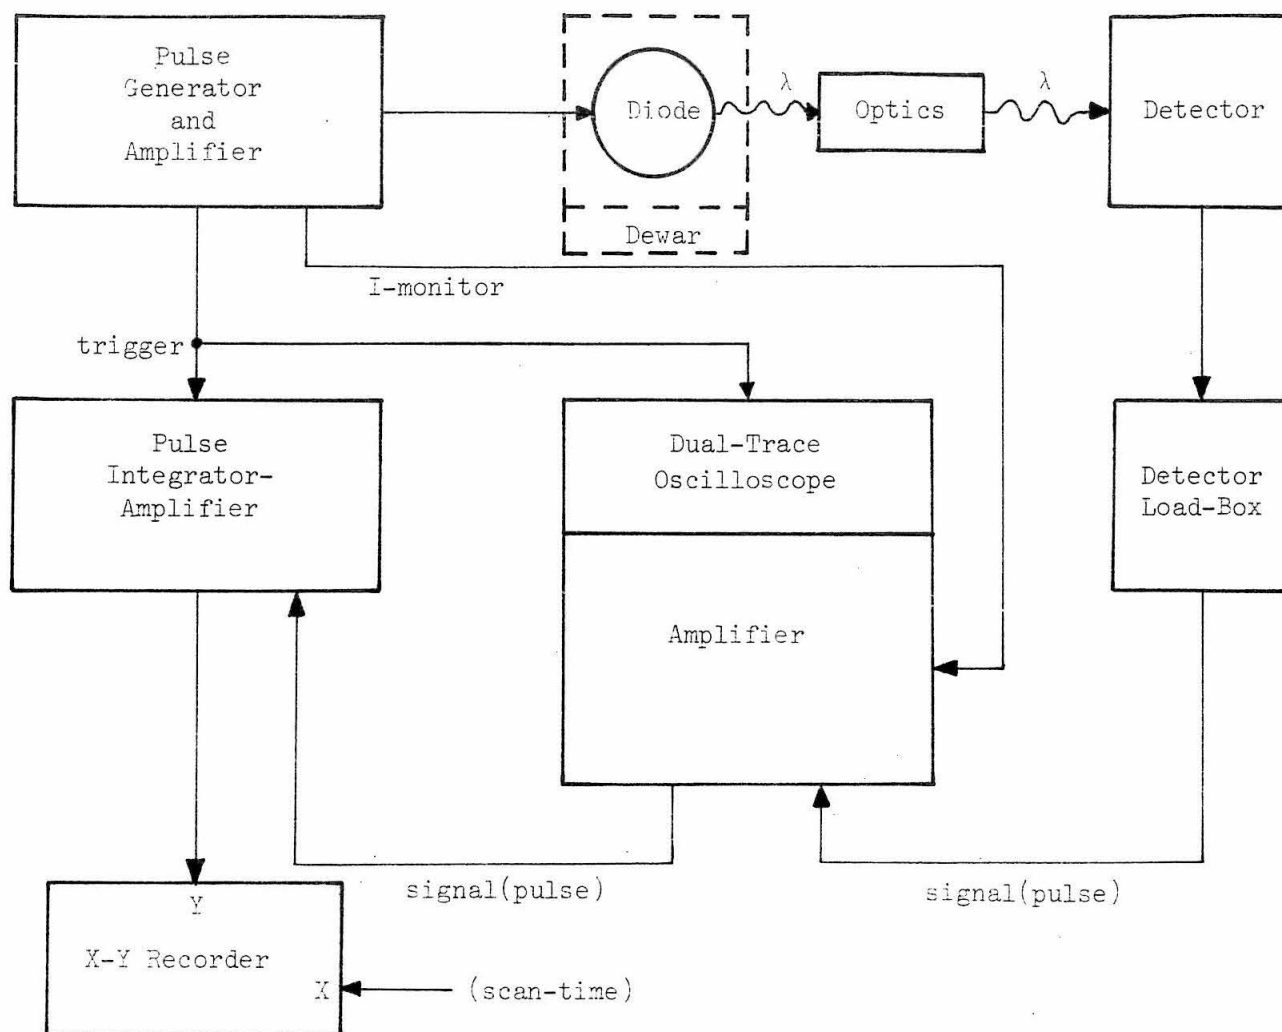 Pulse
Generator
and
Amplifier
Diode
Dewar
λ
Optics
λ
Detector
I-monitor
trigger
Pulse
Integrator-
Amplifier
Dual-Trace
Oscilloscope
Amplifier
Detector
Load-Box
signal(pulse)
signal(pulse)
Y
X-Y Recorder
X
(scan-time)